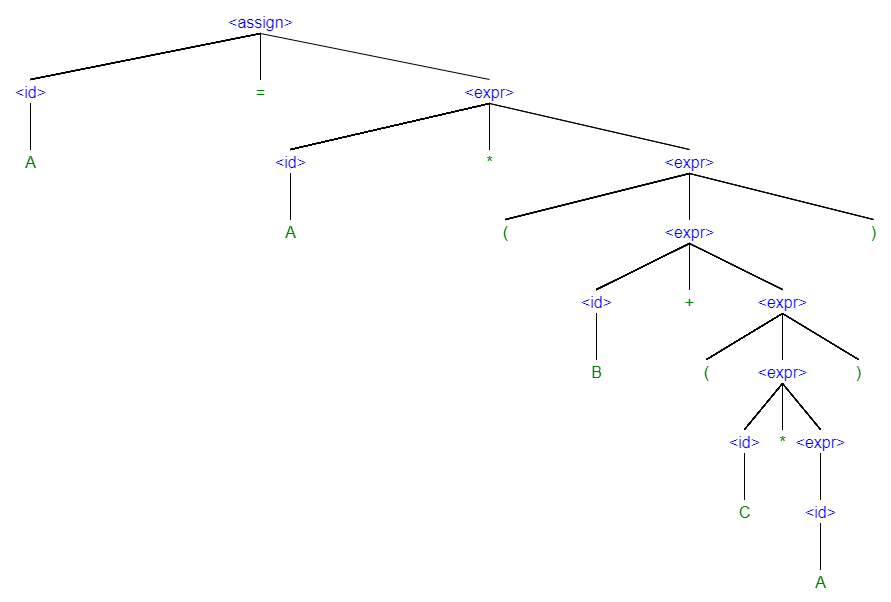 <assign>
<id> = <expr>
A <id> * <expr>
A ( <expr> )
<id> + <expr>
B ( <expr> )
<id> * <expr>
C <id>
A